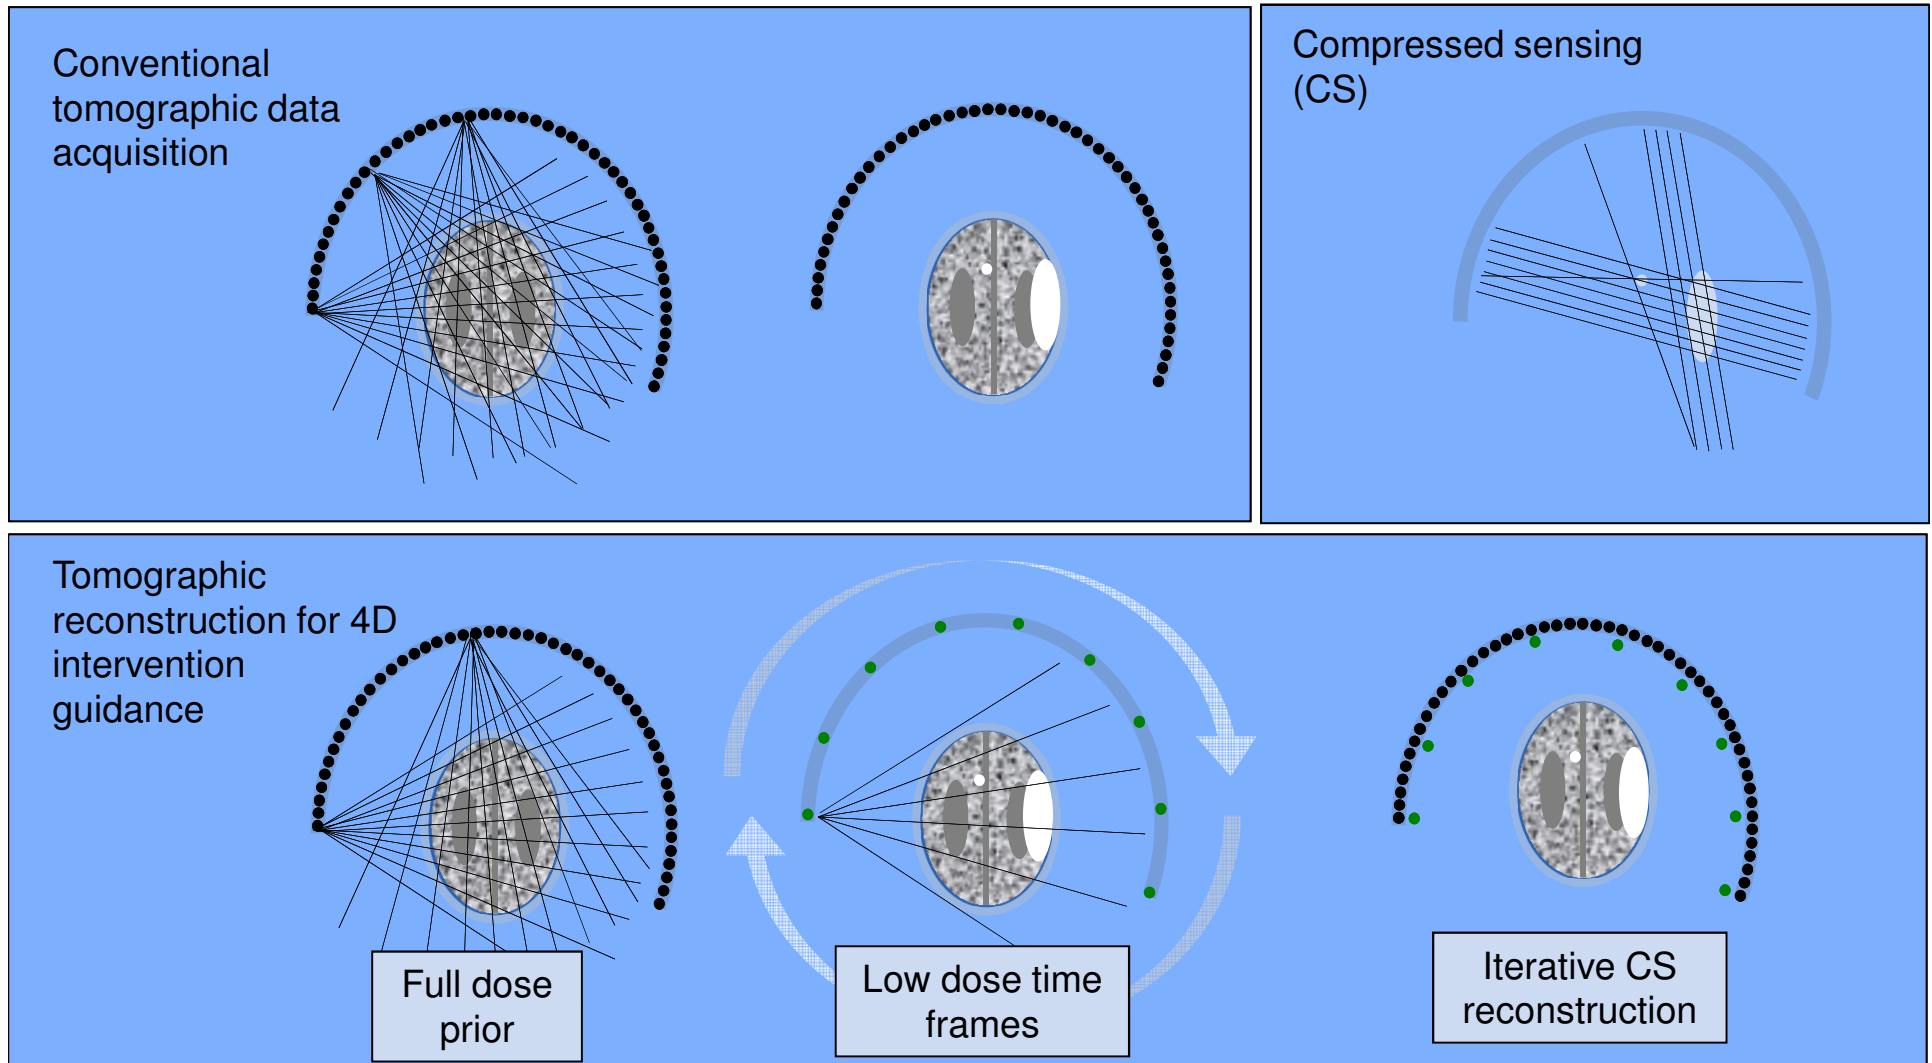 Conventional
tomographic data
acquisition
Compressed sensing
(CS)
Tomographic
reconstruction for 4D
intervention
guidance
Full dose
prior
Low dose time
frames
Iterative CS
reconstruction